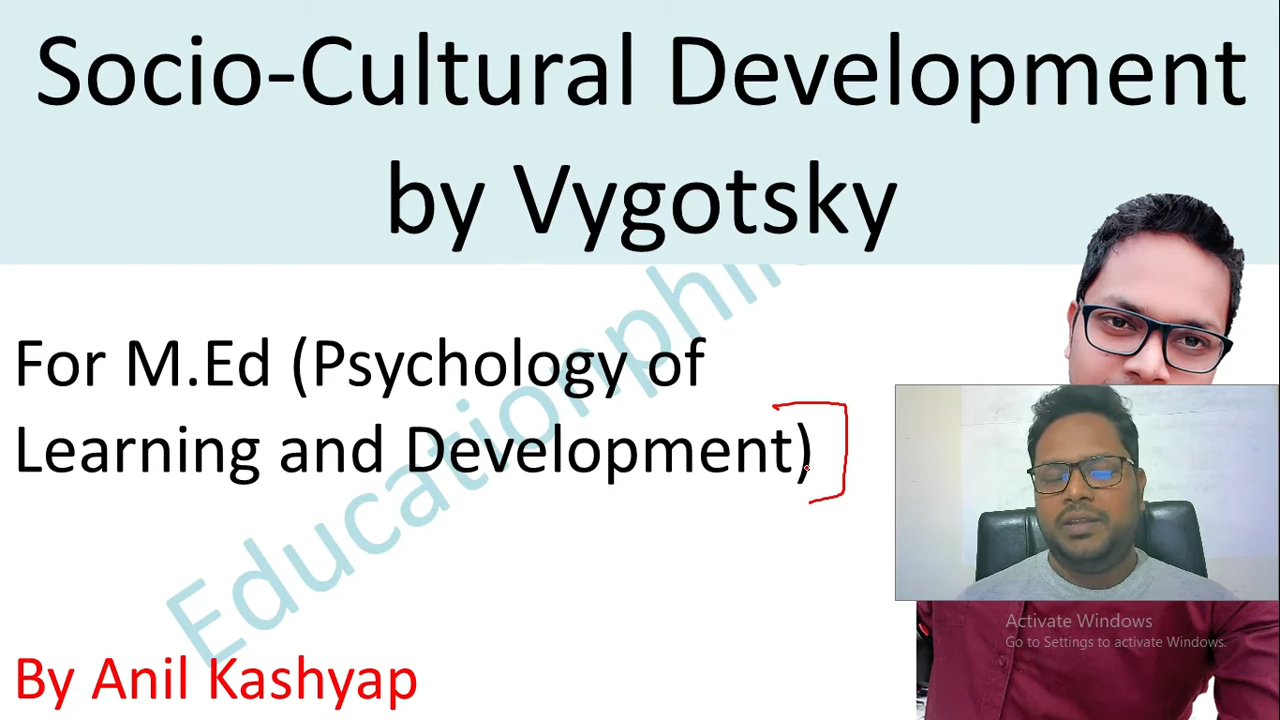 Socio-Cultural Development
by Vygotsky
For M.Ed (Psychology of
Learning and Development)
By Anil Kashyap
Activate Windows
Go to Settings to activate Windows.